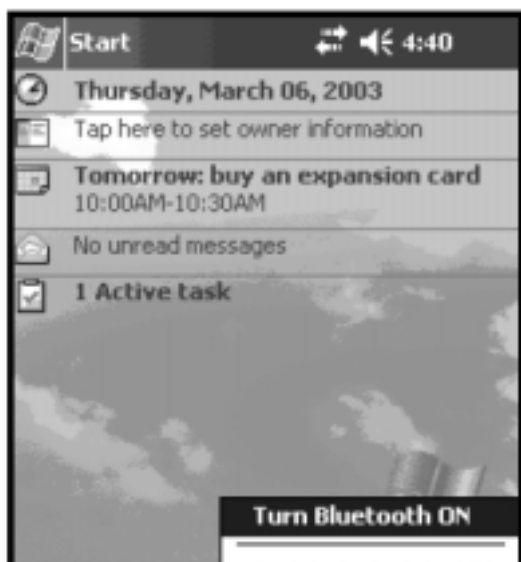 Start 4:40
Thursday, March 06, 2003
Tap here to set owner information
Tomorrow: buy an expansion card
10:00AM-10:30AM
No unread messages
1 Active task
Turn Bluetooth ON